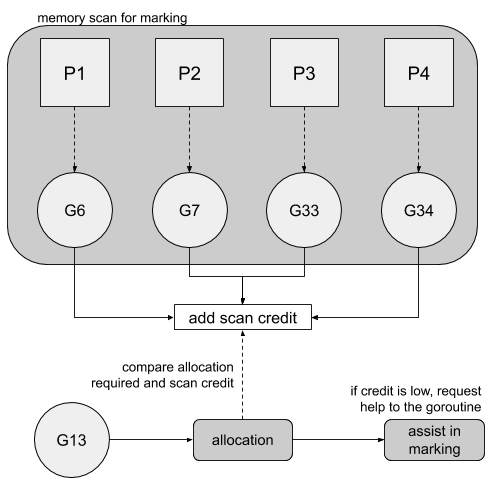 memory scan for marking
P1
P2
P3
P4
G6
G7
G33
G34
add scan credit
compare allocation
required and scan credit
if credit is low, request
help to the goroutine
G13
allocation
assist in
marking